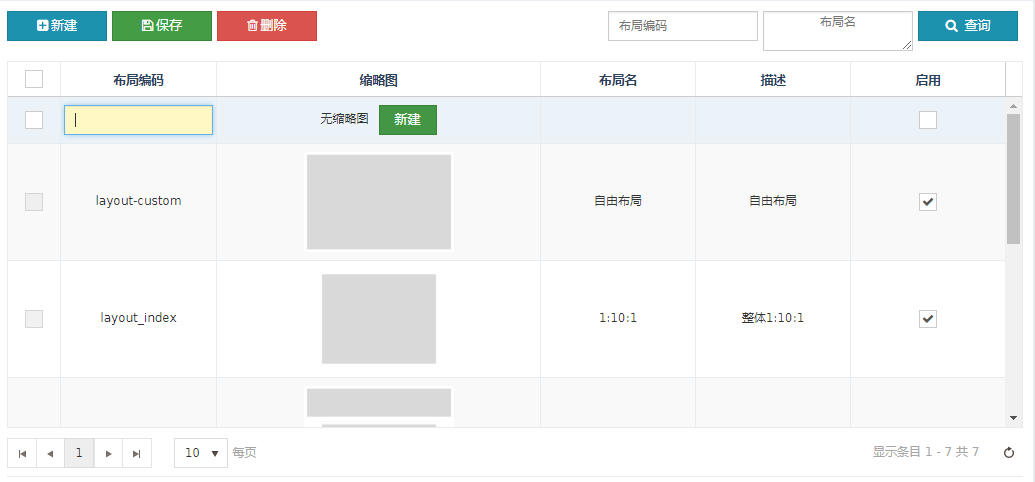 新建 保存 删除 布局编码 布局名 查询
布局编码 缩略图 布局名 描述 启用
无缩略图 新建
layout-custom 自由布局 自由布局
layout_index 1:10:1 整体1:10:1
1 10 每页 显示条目 1 - 7 共 7